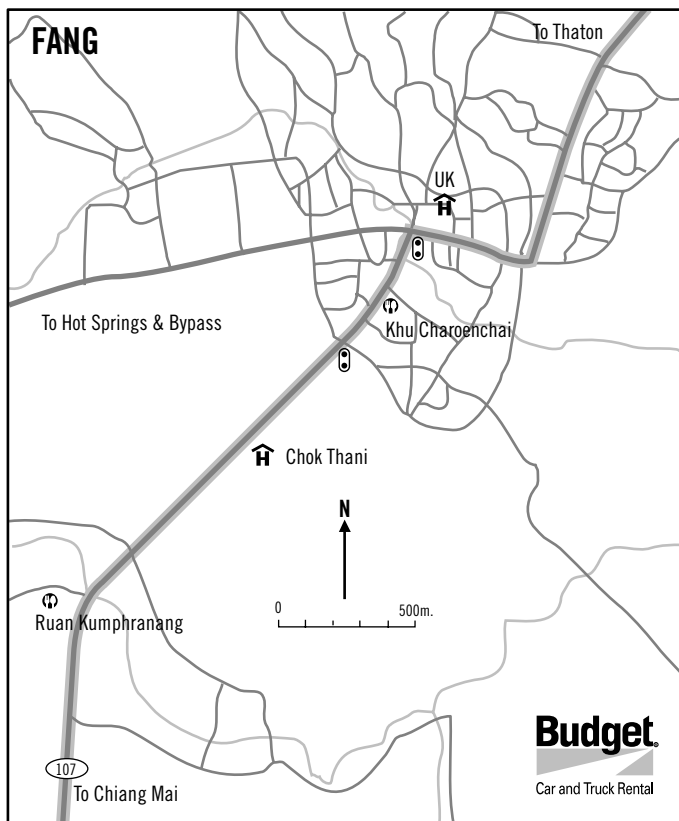 FANG
To Thaton
UK
H
To Hot Springs & Bypass
Khu Charoenchai
H
Chok Thani
N
0
500m.
Ruan Kumphranang
107
To Chiang Mai
Budget®
Car and Truck Rental